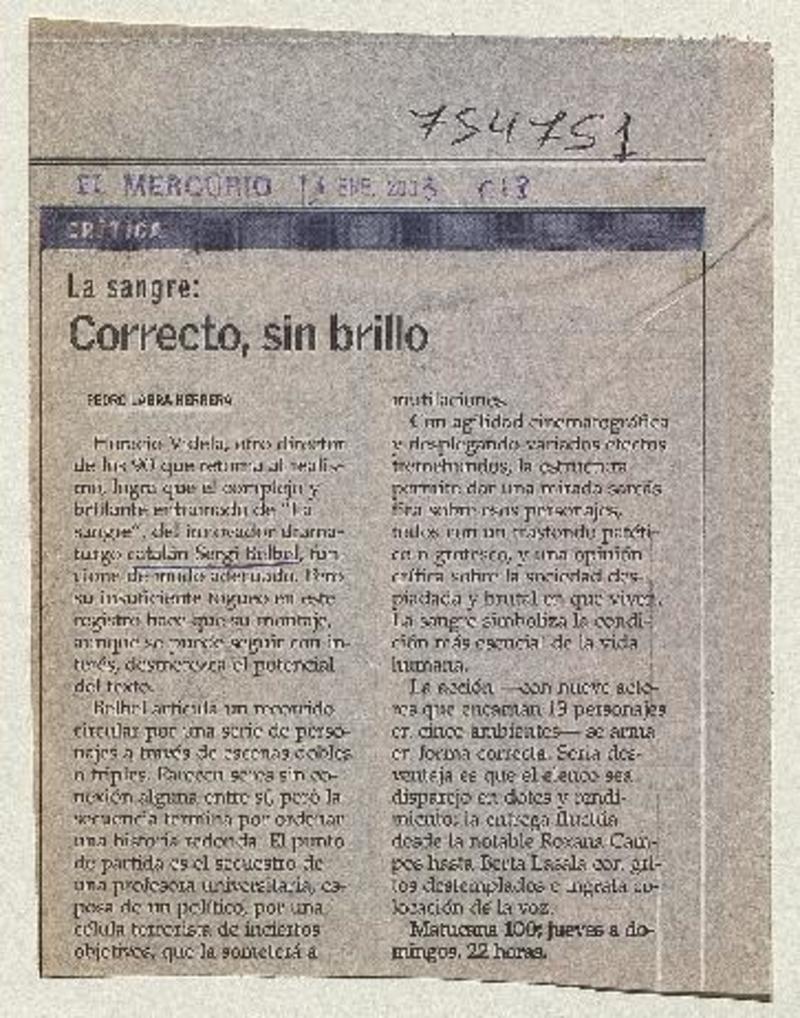 754751
EL MERCURIO 13 ENE. 2013 C18
CRÍTICA
La sangre:
Correcto, sin brillo
PEDRO LABRA HERRERA
Horacio Videla, otro director
de los 90 que retorna al realis-
mo, logra que el complejo y
brillante entramado de "La
sangre", del innovador drama-
turgo catalán Sergi Belbel, fun-
cione de modo adecuado. Pero
su insuficiente fogueo en este
registro hace que su montaje,
aunque se puede seguir con in-
terés, desmerezca el potencial
del texto.
Belbel articula un recorrido
circular por una serie de perso-
najes a través de escenas dobles
o triples. Parecen seres sin co-
nexión alguna entre sí, pero la
secuencia termina por ordenar
una historia redonda. El punto
de partida es el secuestro de
una profesora universitaria, es-
posa de un político, por una
célula terrorista de inciertos
objetivos, que la someterá a
mutilaciones.
Con agilidad cinematográfica
y desplegando variados efectos
tremebundos, la estructura
permite dar una mirada sarcás-
tica sobre esos personajes,
todos con un trasfondo patéti-
co o grotesco, y una opinión
crítica sobre la sociedad des-
piadada y brutal en que viven.
La sangre simboliza la condi-
ción más esencial de la vida
humana.
La acción —con nueve acto-
res que encarnan 13 personajes
en cinco ambientes— se arma
en forma correcta. Seria des-
ventaja es que el elenco sea
disparejo en dotes y rendi-
miento; la entrega fluctúa
desde la notable Roxana Cam-
pos hasta Berta Lasala con gri-
tos destemplados e ingrata co-
locación de la voz.
Matucana 100; jueves a do-
mingos, 22 horas.